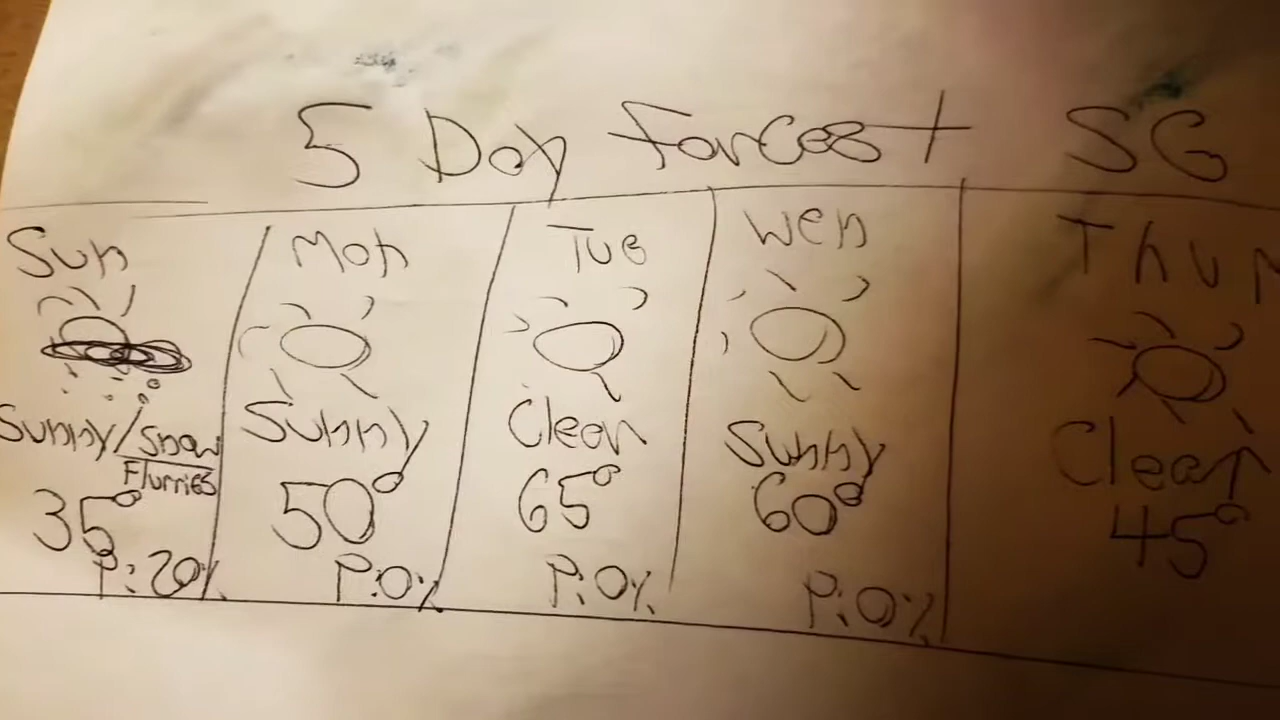 5 Day Forcest SG
Sun Mon Tue Wen Thur
Sunny/Snow Flurries Sunny Clear Sunny Clear
35° 50° 65° 60° 45°
P:20% P:0% P:0% P:0%